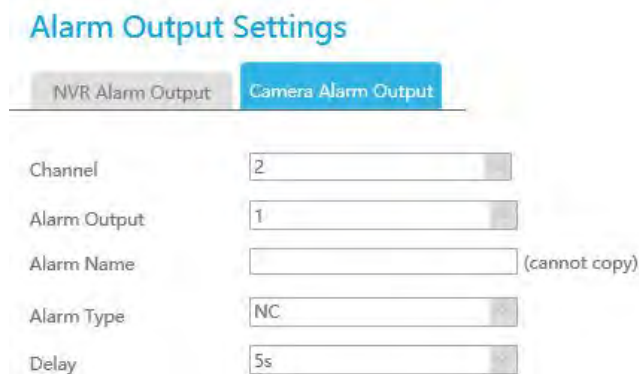 Alarm Output Settings
NVR Alarm Output Camera Alarm Output
Channel 2
Alarm Output 1
Alarm Name (cannot copy)
Alarm Type NC
Delay 5s